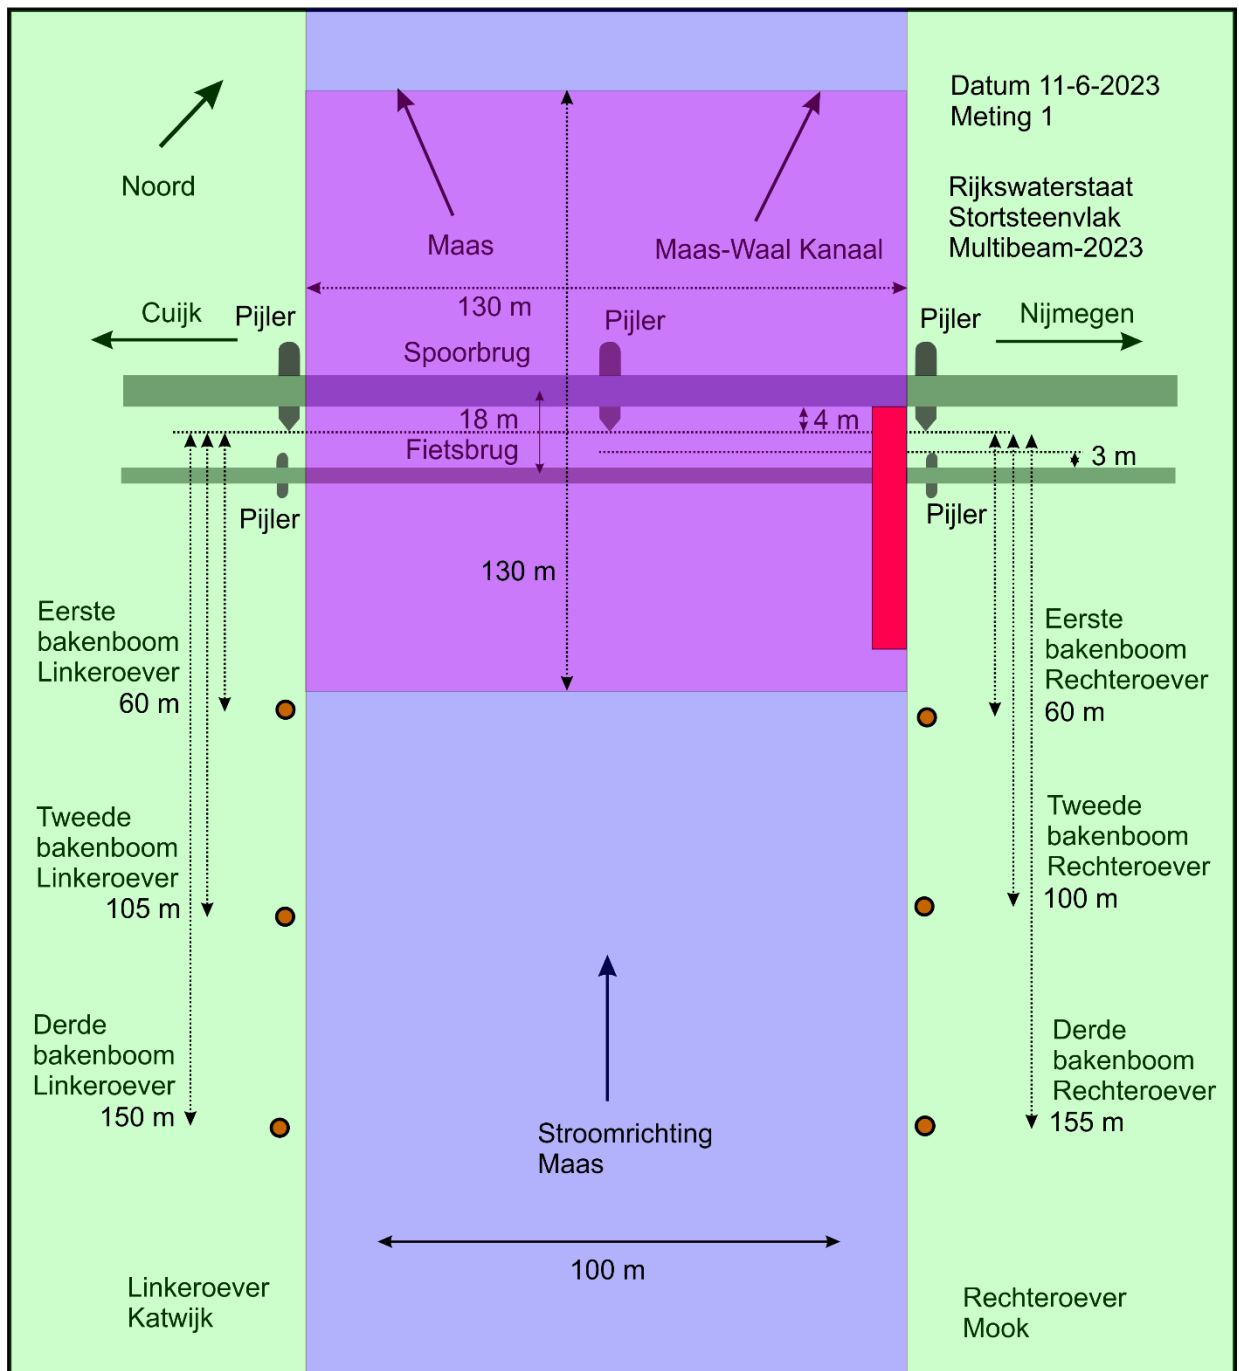 Datum 11-6-2023
Meting 1
Noord
Rijkswaterstaat
Stortsteenvlak
Multibeam-2023
Maas
Maas-Waal Kanaal
130 m
Cuijk
Pijler
Pijler
Pijler
Nijmegen
Spoorbrug
18 m
4 m
Fietsbrug
3 m
Pijler
Pijler
130 m
Eerste
bakenboom
Linkeroever
60 m
Eerste
bakenboom
Rechteroever
60 m
Tweede
bakenboom
Linkeroever
105 m
Tweede
bakenboom
Rechteroever
100 m
Derde
bakenboom
Linkeroever
150 m
Derde
bakenboom
Rechteroever
155 m
Stroomrichting
Maas
100 m
Linkeroever
Katwijk
Rechteroever
Mook